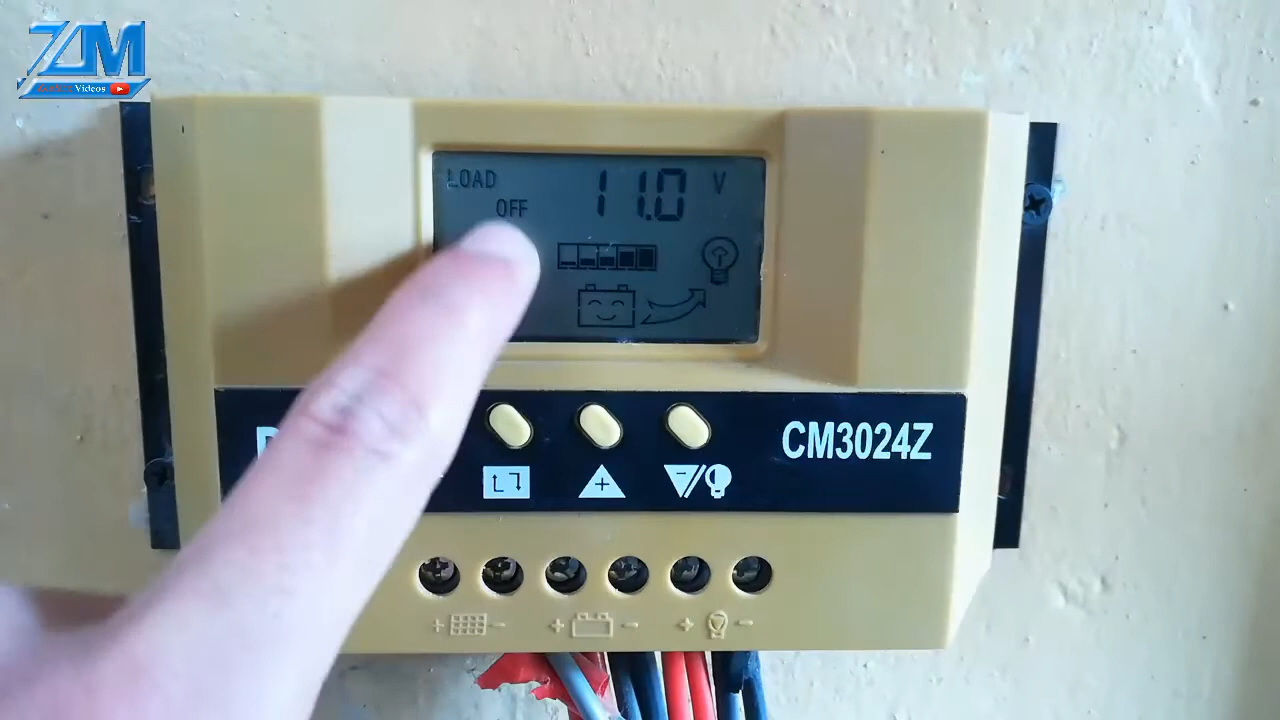 ZM
Videos
LOAD
11.0 V
OFF
CM3024Z
+ -
+ -
+ -